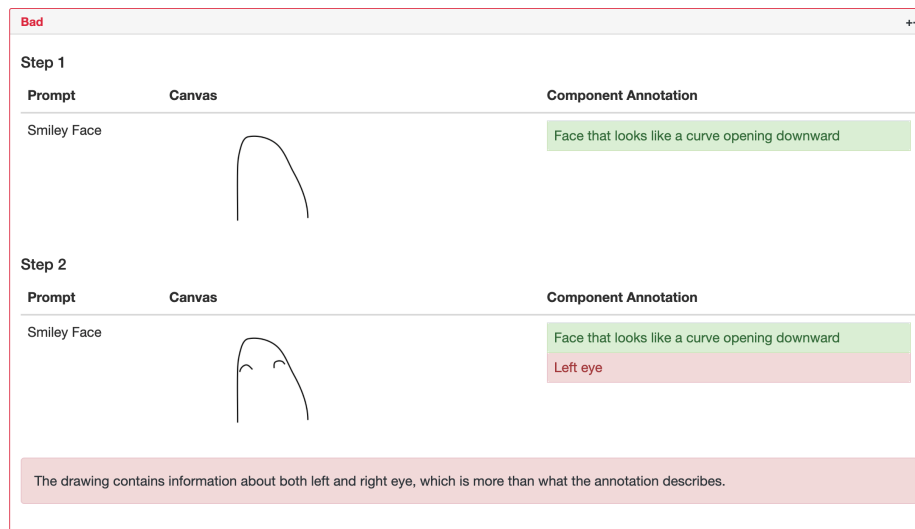 Bad
Step 1
Prompt Canvas Component Annotation
Smiley Face Face that looks like a curve opening downward
Step 2
Prompt Canvas Component Annotation
Smiley Face Face that looks like a curve opening downward
Left eye
The drawing contains information about both left and right eye, which is more than what the annotation describes.